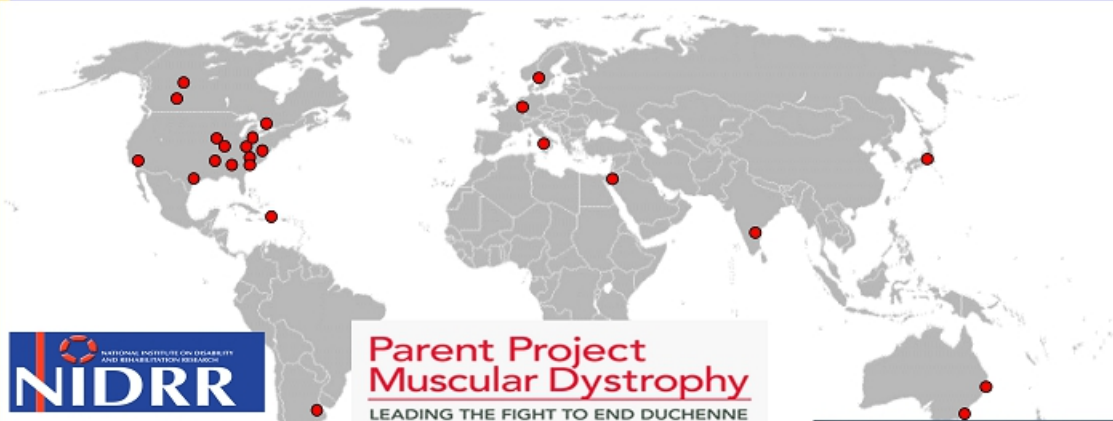 NATIONAL INSTITUTE ON DISABILITY
AND REHABILITATION RESEARCH
NIDRR
Parent Project
Muscular Dystrophy
LEADING THE FIGHT TO END DUCHENNE